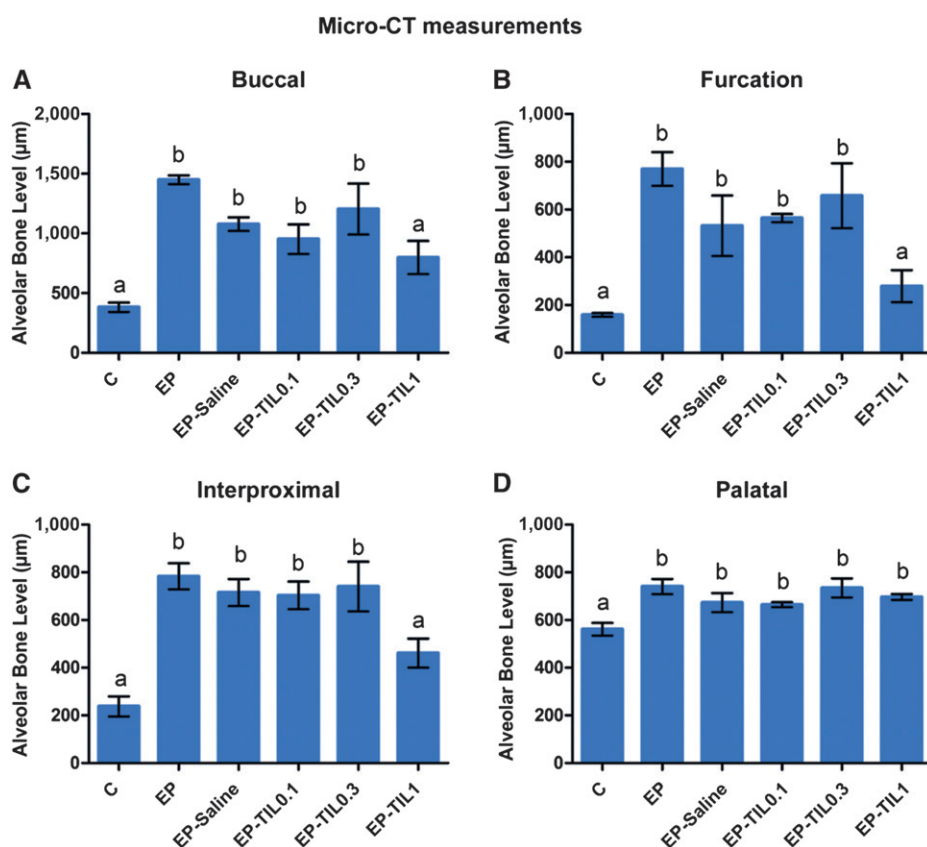 Micro-CT measurements
A
Buccal
Alveolar Bone Level (µm)
2,000
1,500
1,000
500
0
a
b
b
b
b
a
C
EP
EP-Saline
EP-TIL0.1
EP-TIL0.3
EP-TIL1
B
Furcation
Alveolar Bone Level (µm)
1,000
800
600
400
200
0
a
b
b
b
b
a
C
EP
EP-Saline
EP-TIL0.1
EP-TIL0.3
EP-TIL1
C
Interproximal
Alveolar Bone Level (µm)
1,000
800
600
400
200
0
a
b
b
b
b
a
C
EP
EP-Saline
EP-TIL0.1
EP-TIL0.3
EP-TIL1
D
Palatal
Alveolar Bone Level (µm)
1,000
800
600
400
200
0
a
b
b
b
b
b
C
EP
EP-Saline
EP-TIL0.1
EP-TIL0.3
EP-TIL1